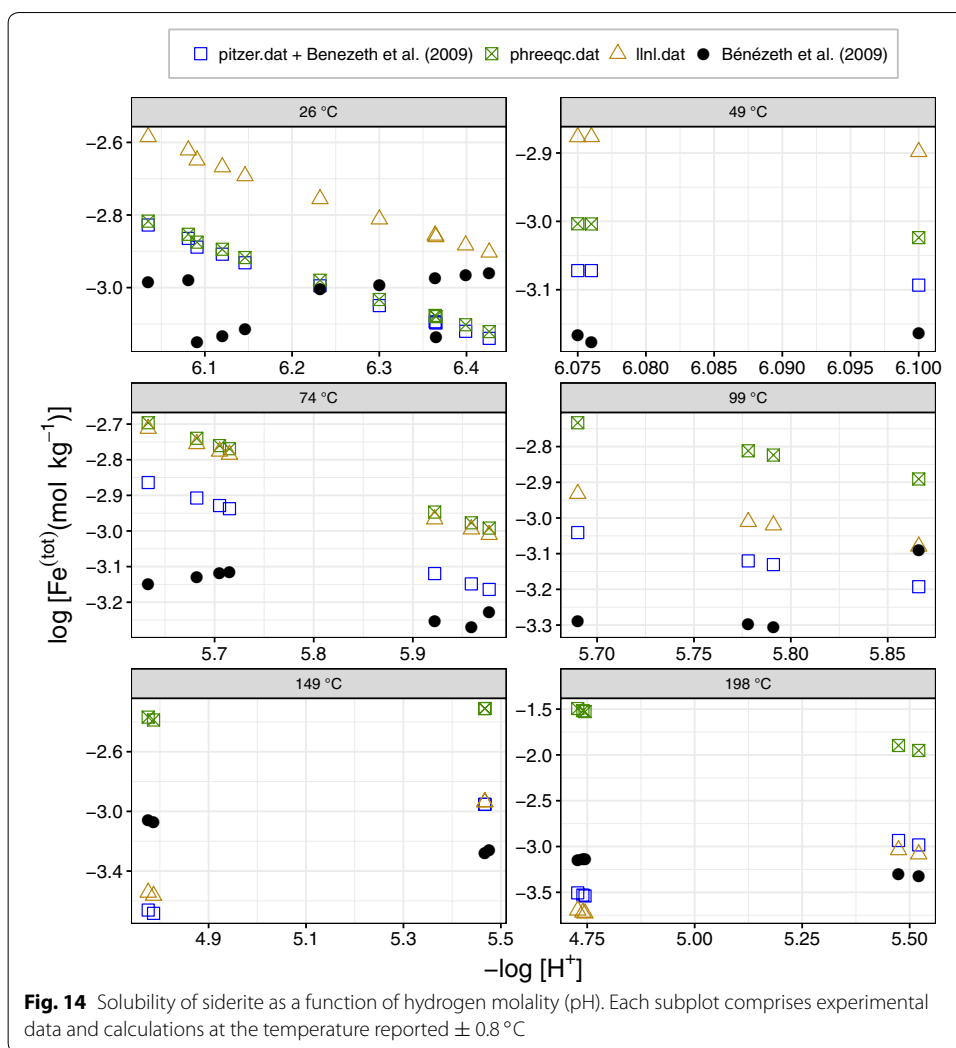 pitzer.dat + Benezeth et al. (2009) phreeqc.dat llnl.dat Bénézeth et al. (2009)
26 °C
49 °C
−2.6
−2.8
−3.0
6.1 6.2 6.3 6.4
−2.9
−3.0
−3.1
6.075 6.080 6.085 6.090 6.095 6.100
74 °C
99 °C
−2.7
−2.8
−2.9
−3.0
−3.1
−3.2
5.7 5.8 5.9
−2.8
−2.9
−3.0
−3.1
−3.2
−3.3
5.70 5.75 5.80 5.85
149 °C
198 °C
−2.6
−3.0
−3.4
4.9 5.1 5.3 5.5
−1.5
−2.0
−2.5
−3.0
−3.5
4.75 5.00 5.25 5.50
log [Fe(tot)(mol kg−1)]
−log [H+]
Fig. 14 Solubility of siderite as a function of hydrogen molality (pH). Each subplot comprises experimental
data and calculations at the temperature reported ± 0.8 °C